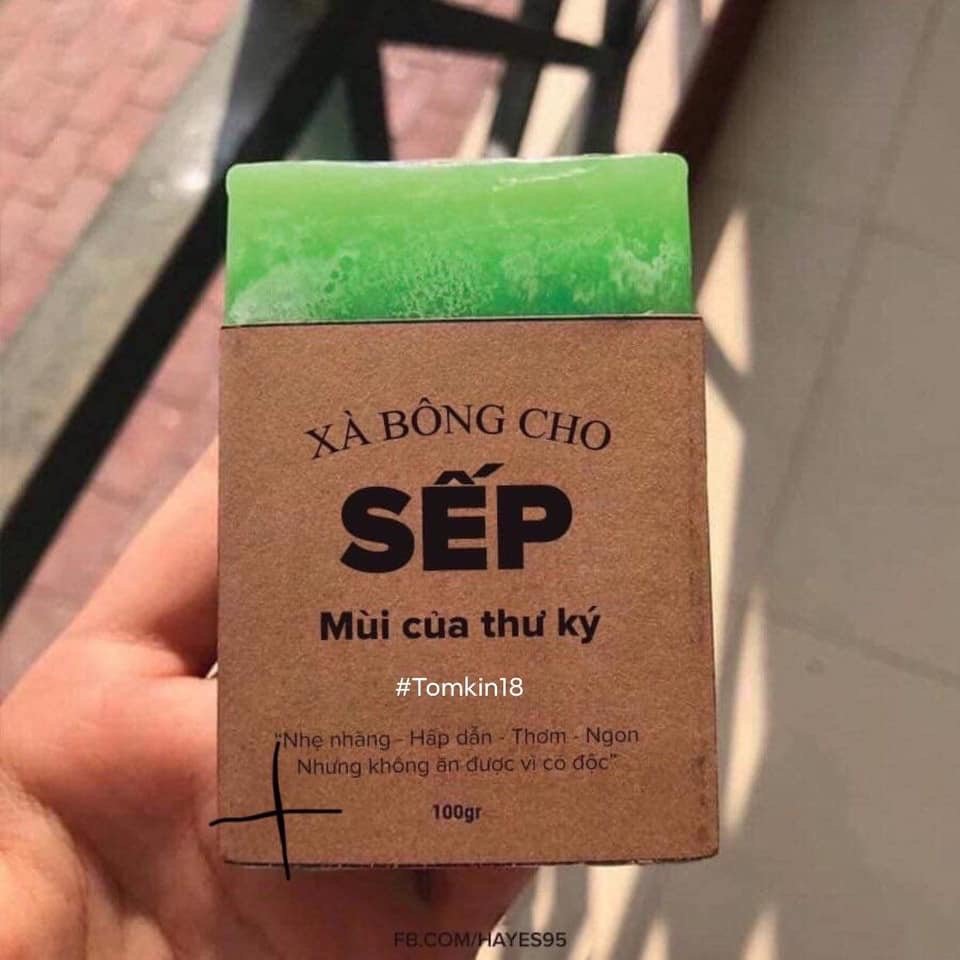 XÀ BÔNG CHO
SẾP
Mùi của thư ký
#Tomkin18
“Nhẹ nhàng - Hấp dẫn - Thơm - Ngon
Nhưng không ăn được vì có độc”
100gr
FB.COM/HAYES95